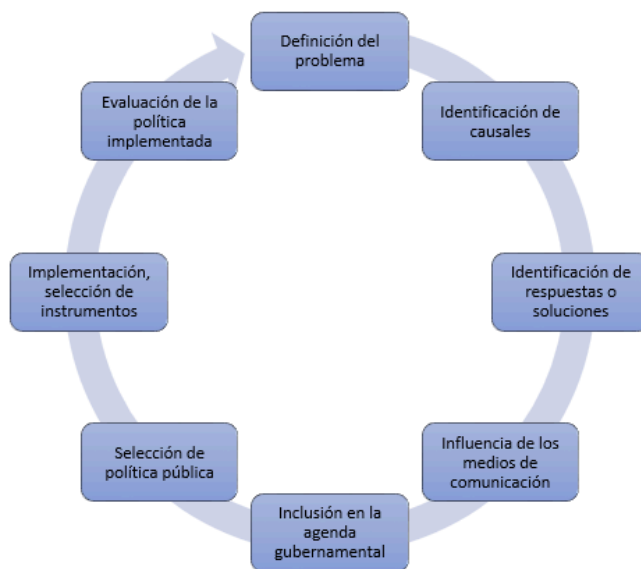 Definición del
problema
Identificación de
causales
Identificación de
respuestas o
soluciones
Influencia de los
medios de
comunicación
Inclusión en la
agenda
gubernamental
Selección de
política pública
Implementación,
selección de
instrumentos
Evaluación de la
política
implementada